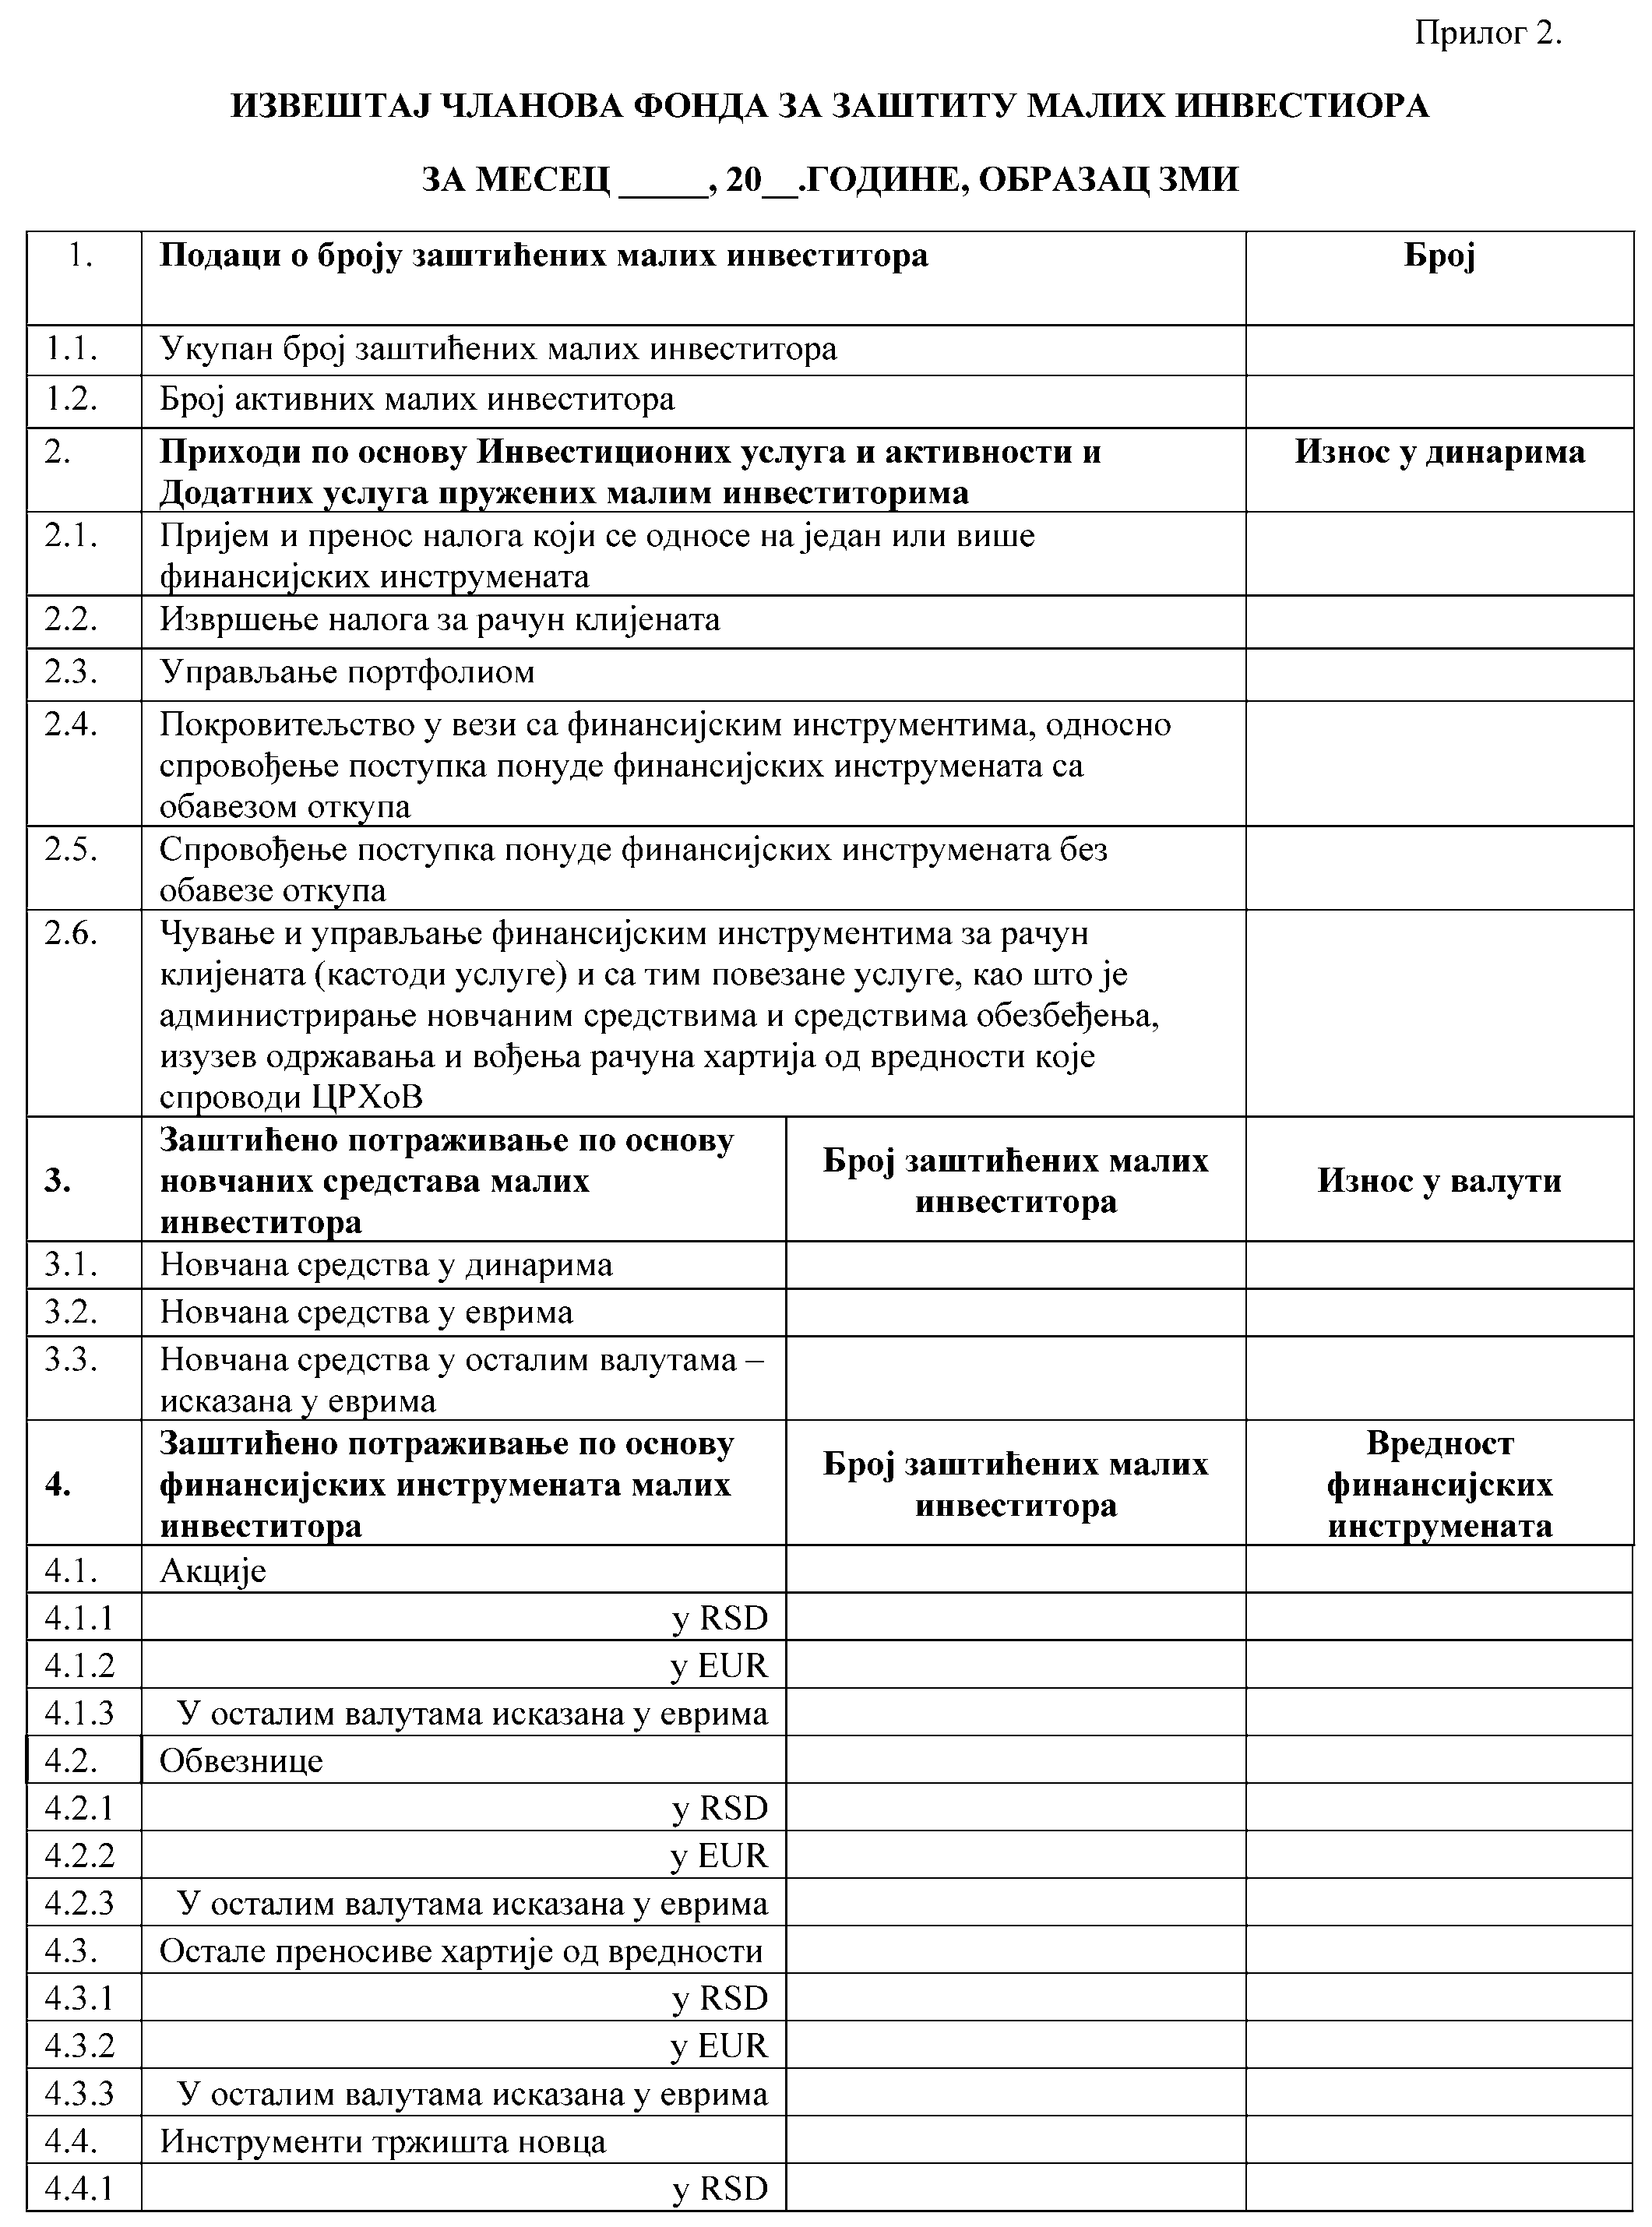 Прилог 2.
ИЗВЕШТАЈ ЧЛАНОВА ФОНДА ЗА ЗАШТИТУ МАЛИХ ИНВЕСТИОРА
ЗА МЕСЕЦ _____, 20__.ГОДИНЕ, ОБРАЗАЦ ЗМИ
1. Подаци о броју заштићених малих инвеститора Број
1.1. Укупан број заштићених малих инвеститора
1.2. Број активних малих инвеститора
2. Приходи по основу Инвестиционих услуга и активности и Износ у динарима
Додатних услуга пружених малим инвеститорима
2.1. Пријем и пренос налога који се односе на један или више
финансијских инструмената
2.2. Извршење налога за рачун клијената
2.3. Управљање портфолиом
2.4. Покровитељство у вези са финансијским инструментима, односно
спровођење поступка понуде финансијских инструмената са
обавезом откупа
2.5. Спровођење поступка понуде финансијских инструмената без
обавезе откупа
2.6. Чување и управљање финансијским инструментима за рачун
клијената (кастоди услуге) и са тим повезане услуге, као што је
администрирање новчаним средствима и средствима обезбеђења,
изузев одржавања и вођења рачуна хартија од вредности које
спроводи ЦРХоВ
3. Заштићено потраживање по основу
новчаних средстава малих
инвеститора
Број заштићених малих
инвеститора
Износ у валути
3.1. Новчана средства у динарима
3.2. Новчана средства у еврима
3.3. Новчана средства у осталим валутама –
исказана у еврима
4. Заштићено потраживање по основу
финансијских инструмената малих
инвеститора
Број заштићених малих
инвеститора
Вредност
финансијских
инструмената
4.1. Акције
4.1.1 у RSD
4.1.2 у EUR
4.1.3 У осталим валутама исказана у еврима
4.2. Обвезнице
4.2.1 у RSD
4.2.2 у EUR
4.2.3 У осталим валутама исказана у еврима
4.3. Остале преносиве хартије од вредности
4.3.1 у RSD
4.3.2 у EUR
4.3.3 У осталим валутама исказана у еврима
4.4. Инструменти тржишта новца
4.4.1 у RSD